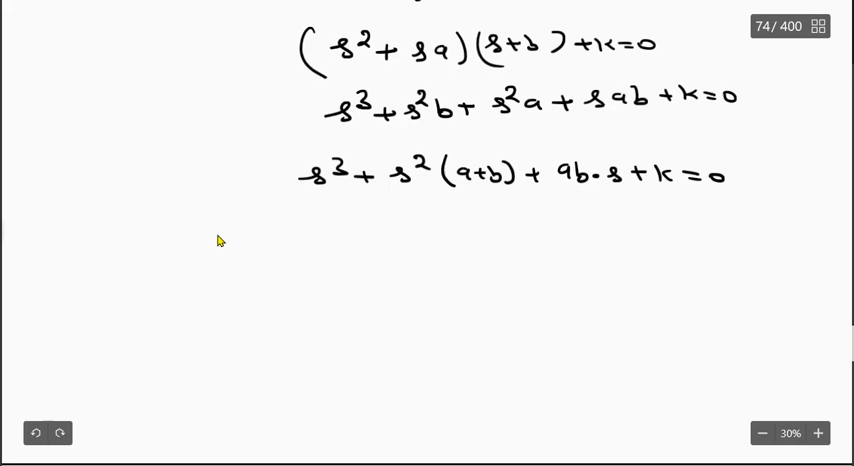 74 / 400
(s² + sa)(s+b) + k = 0
s³ + s²b + s²a + sab + k = 0
s³ + s²(a+b) + ab·s + k = 0
30%